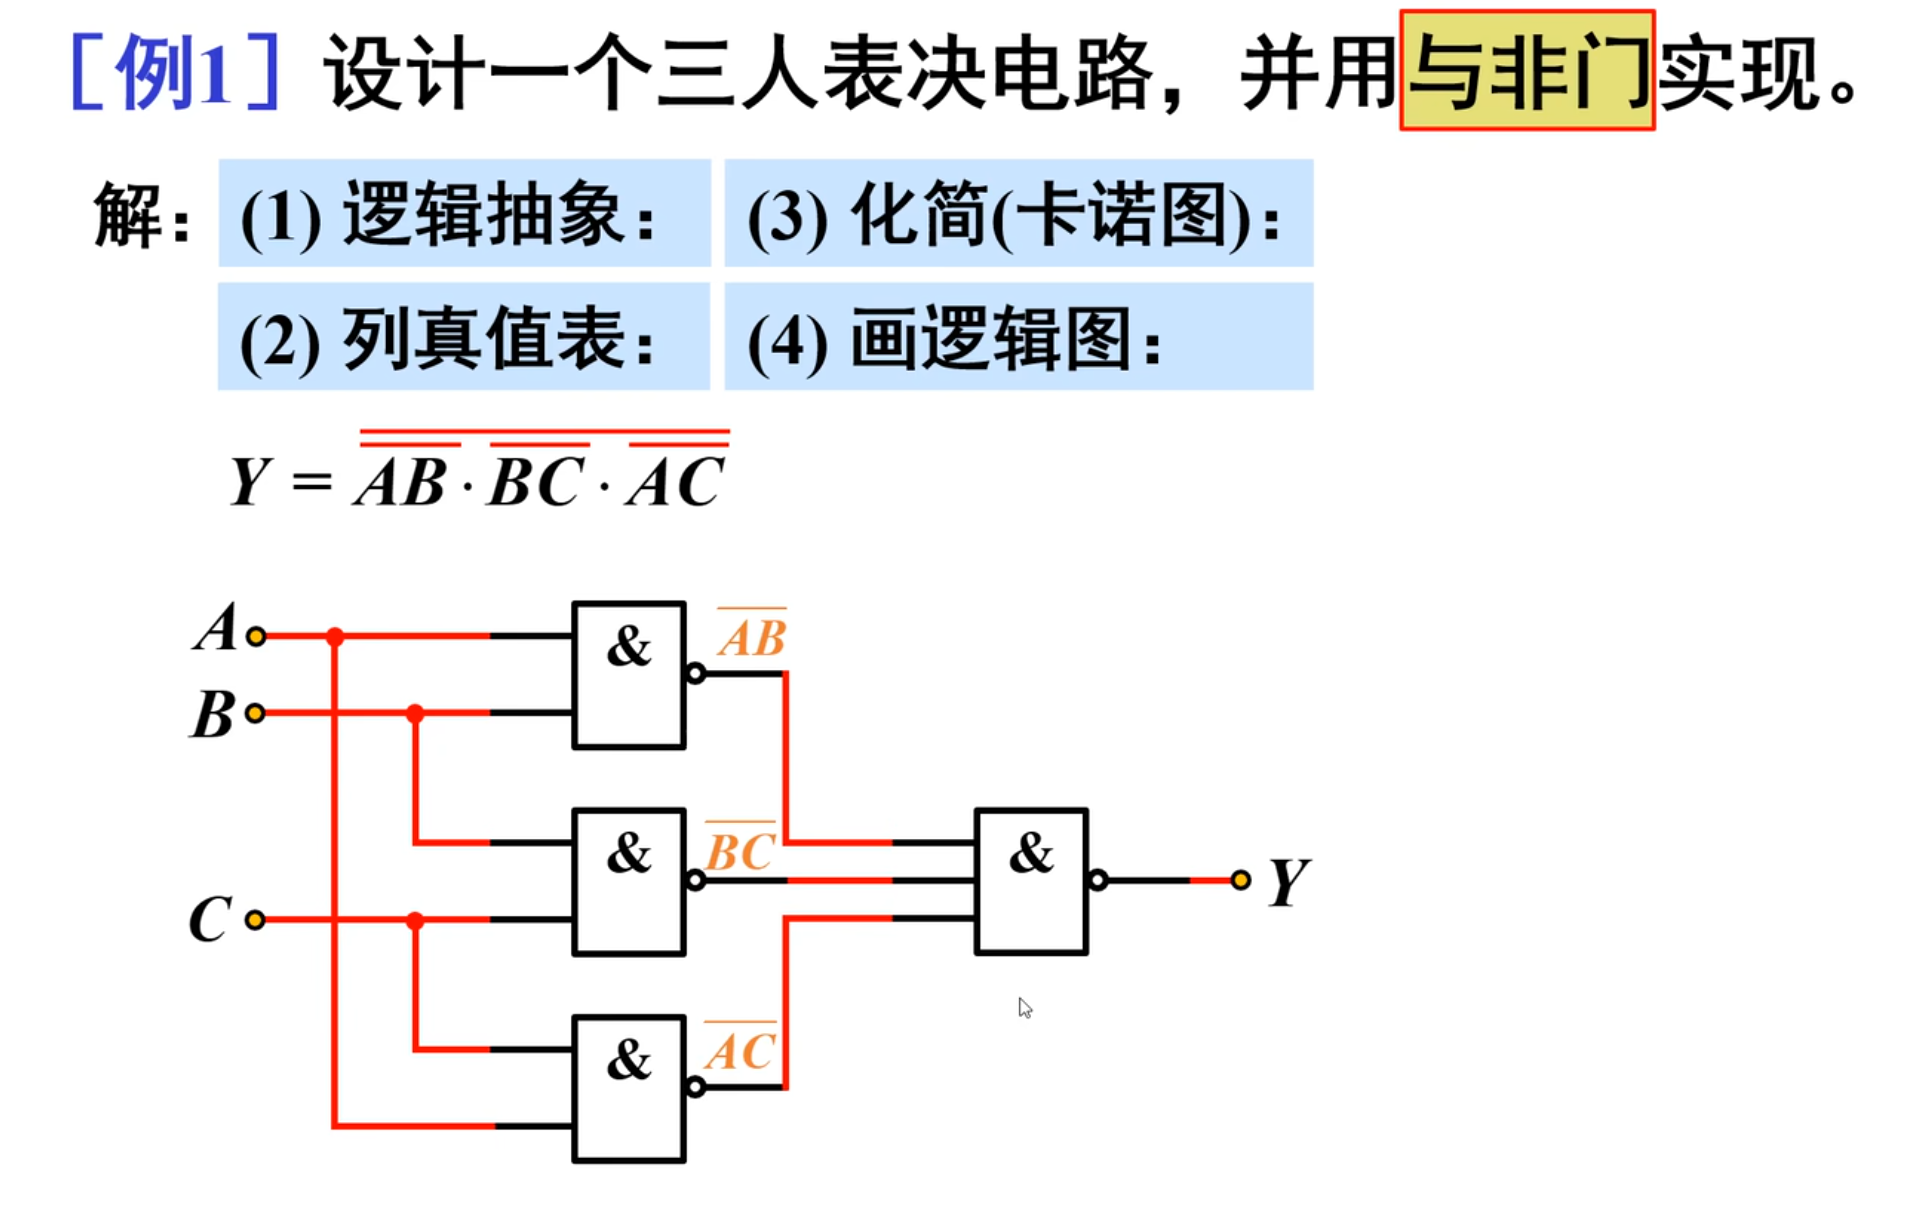 [例1] 设计一个三人表决电路，并用与非门实现。
解： (1) 逻辑抽象： (3) 化简(卡诺图)：
(2) 列真值表： (4) 画逻辑图：
Y = \overline{\overline{AB} · \overline{BC} · \overline{AC}}
A & \overline{AB}
B
& \overline{BC} & Y
C
& \overline{AC}